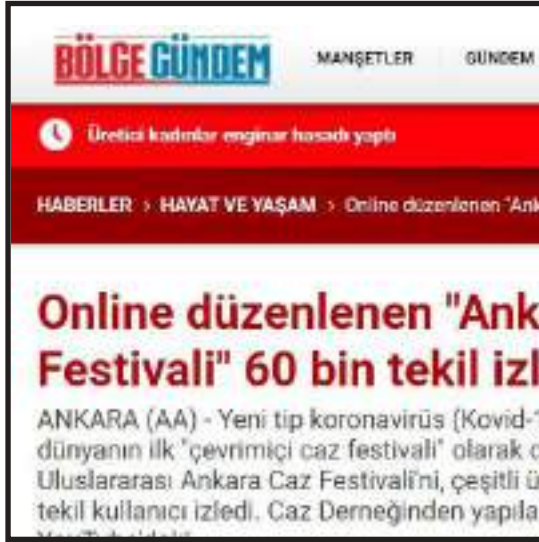 BÖLGE GÜNDEM MANŞETLER GÜNDEM
Üretici kadınlar enginar hasadı yaptı
HABERLER > HAYAT VE YAŞAM > Online düzenlenen "Ank
Online düzenlenen "Ank
Festivali" 60 bin tekil izl
ANKARA (AA) - Yeni tip koronavirüs (Kovid-1
dünyanın ilk "çevrimiçi caz festivali" olarak d
Uluslararası Ankara Caz Festivali'ni, çeşitli ü
tekil kullanıcı izledi. Caz Derneğinden yapıla